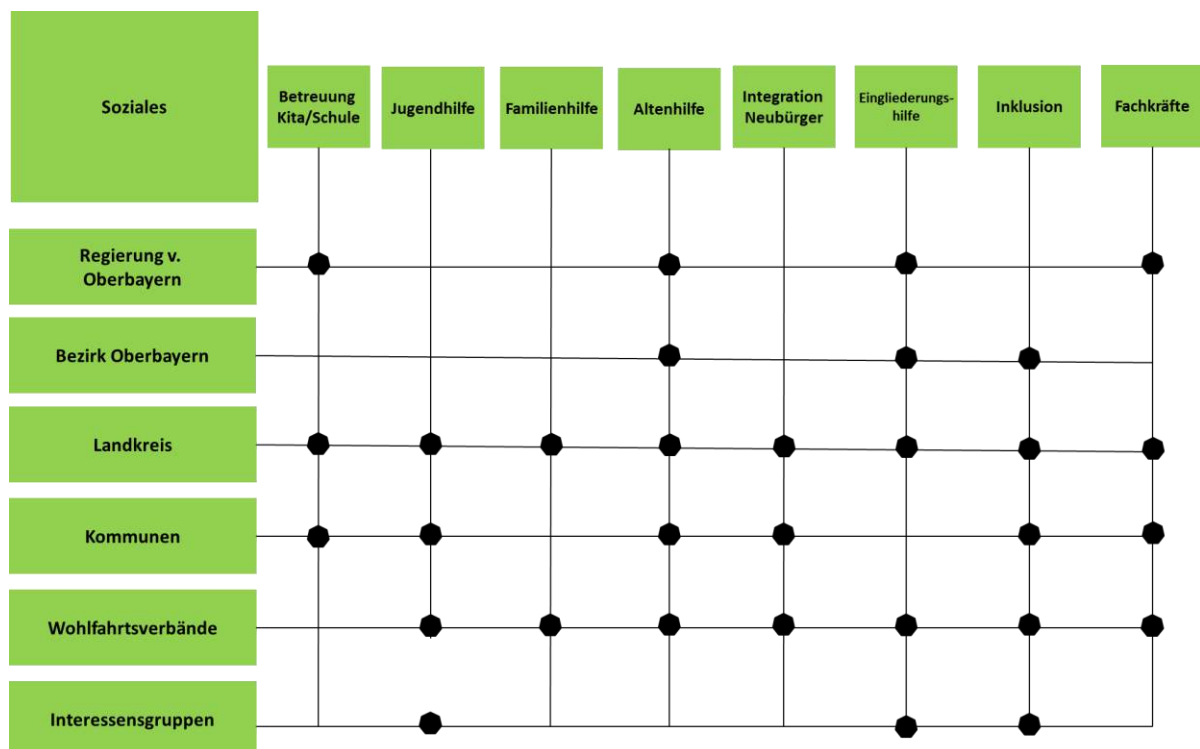 Soziales
Betreuung
Kita/Schule
Jugendhilfe
Familienhilfe
Altenhilfe
Integration
Neubürger
Eingliederungs-
hilfe
Inklusion
Fachkräfte
Regierung v.
Oberbayern
Bezirk Oberbayern
Landkreis
Kommunen
Wohlfahrtsverbände
Interessensgruppen